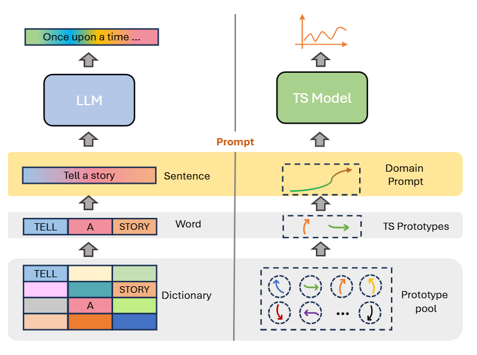 Once upon a time ...
LLM
TS Model
Prompt
Tell a story
Sentence
Domain
Prompt
TELL
A
STORY
Word
TS Prototypes
TELL
STORY
A
Dictionary
Prototype
pool